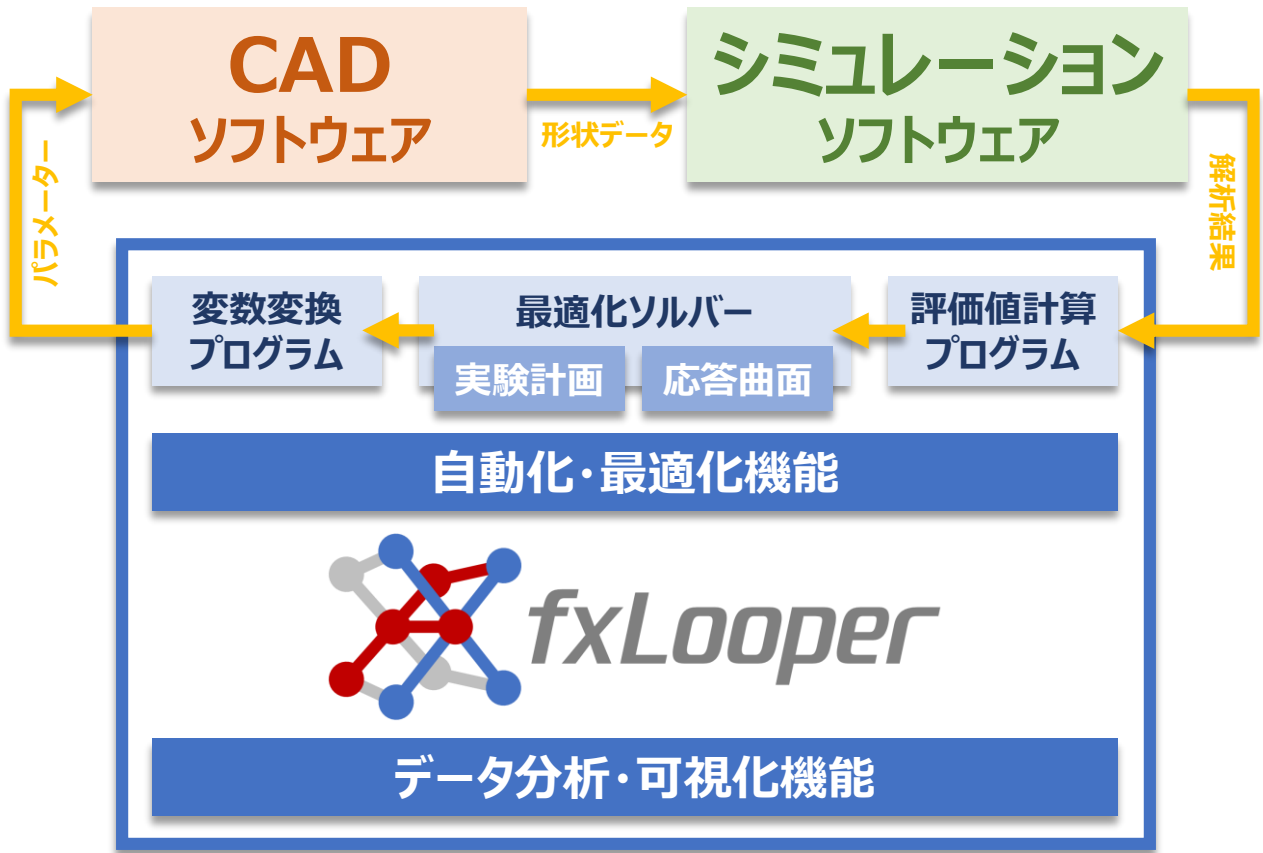 CAD
ソフトウェア
シミュレーション
ソフトウェア
形状データ
パラメーター
解析結果
変数変換
プログラム
最適化ソルバー
実験計画
応答曲面
評価値計算
プログラム
自動化・最適化機能
fxLooper
データ分析・可視化機能